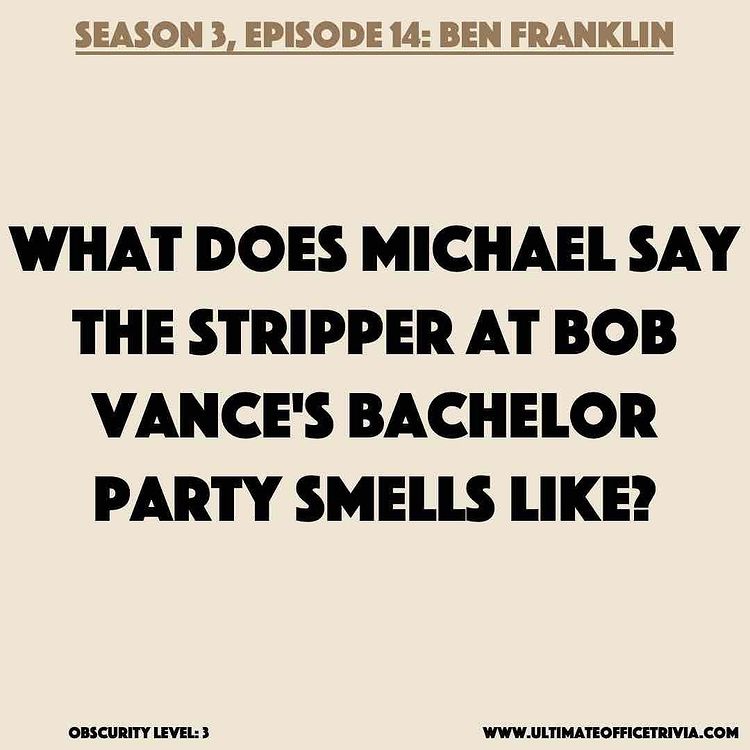 SEASON 3, EPISODE 14: BEN FRANKLIN
WHAT DOES MICHAEL SAY
THE STRIPPER AT BOB
VANCE'S BACHELOR
PARTY SMELLS LIKE?
OBSCURITY LEVEL: 3
WWW.ULTIMATEOFFICETRIVIA.COM